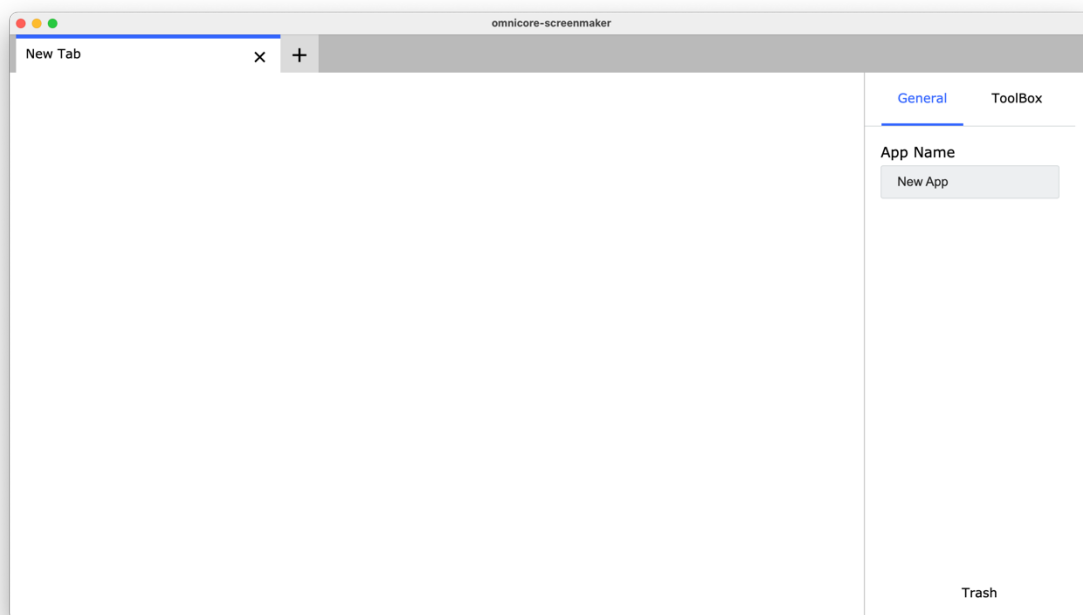 omnicore-screenmaker
New Tab
General ToolBox
App Name
New App
Trash